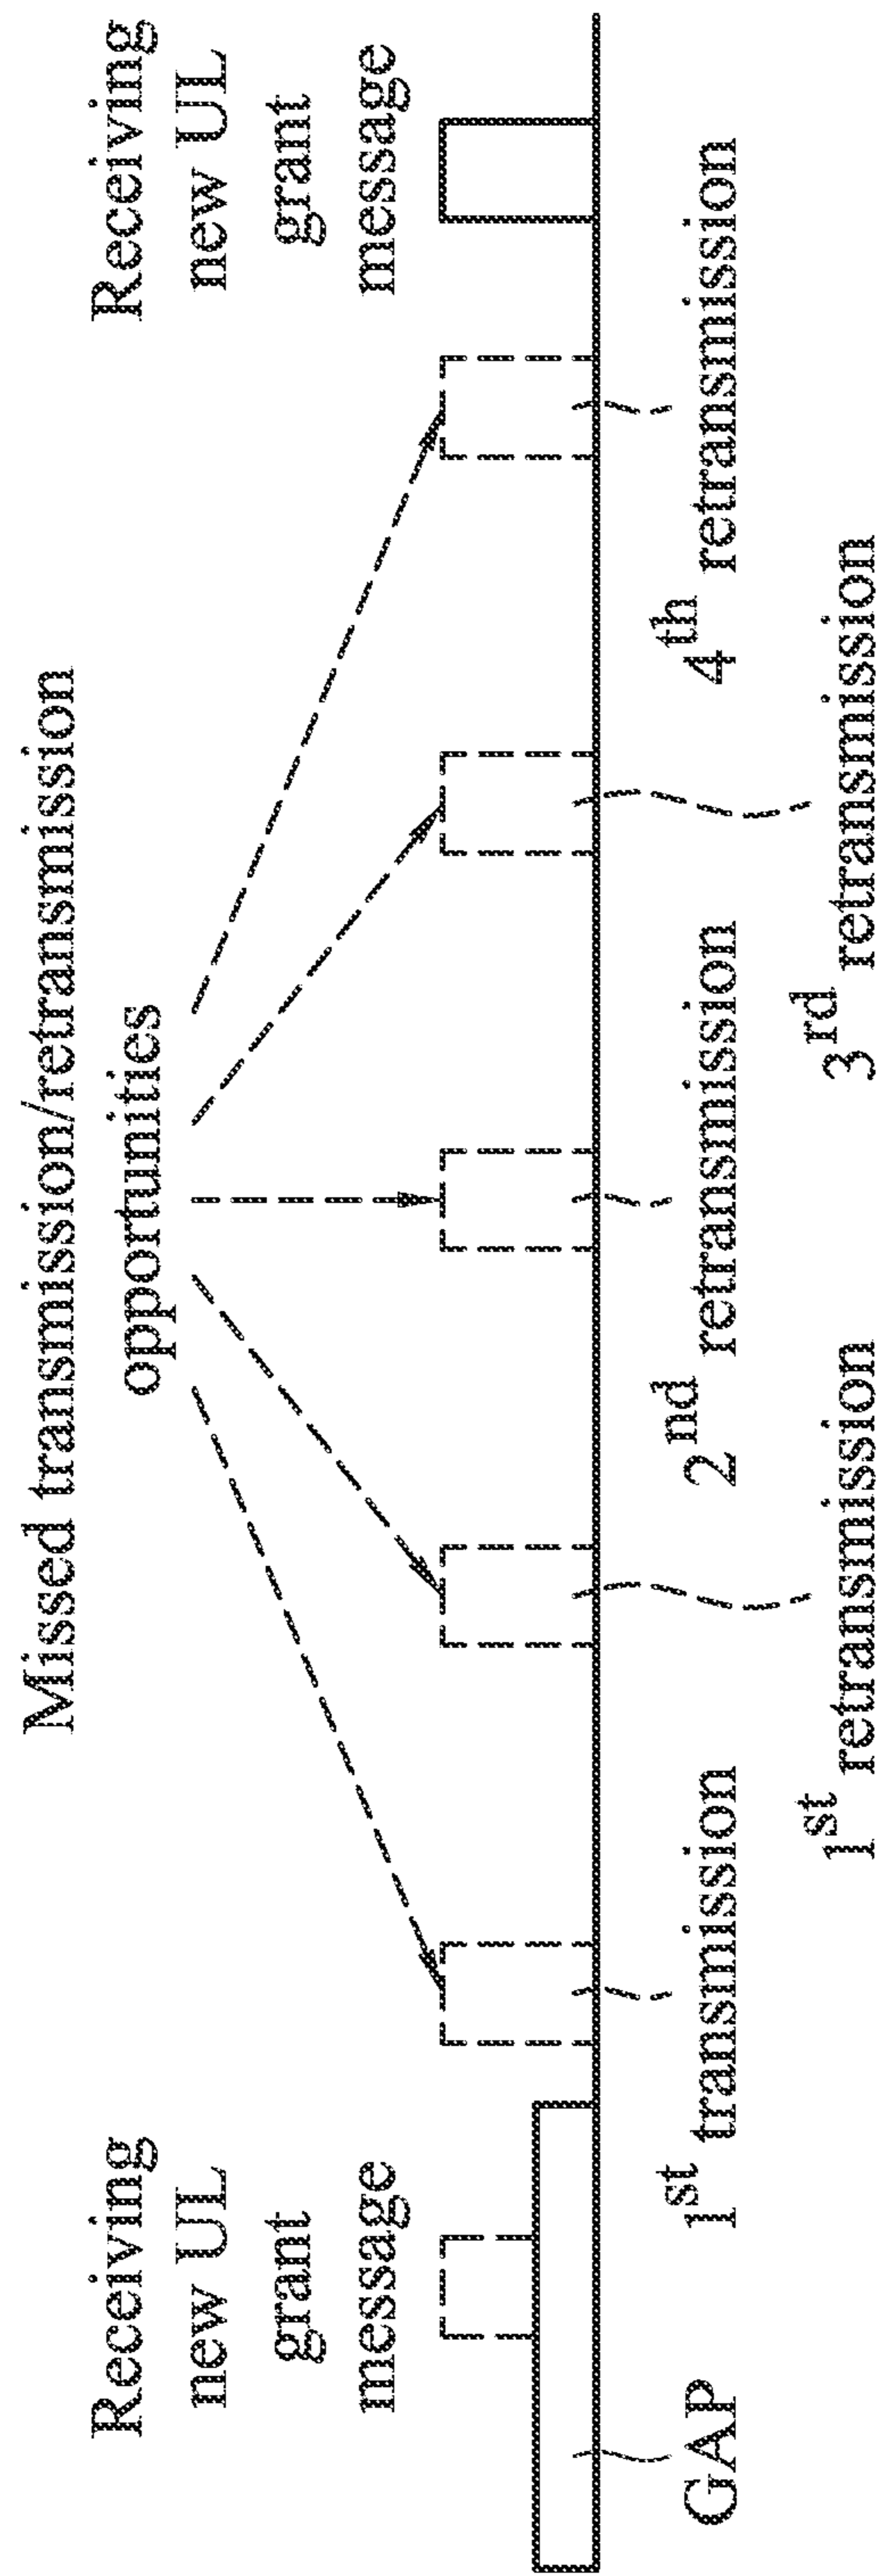 Missed transmission/retransmission
opportunities
Receiving
new UL
grant
message
Receiving
new UL
grant
message
GAP
1st transmission
1st retransmission
2nd retransmission
3rd retransmission
4th retransmission